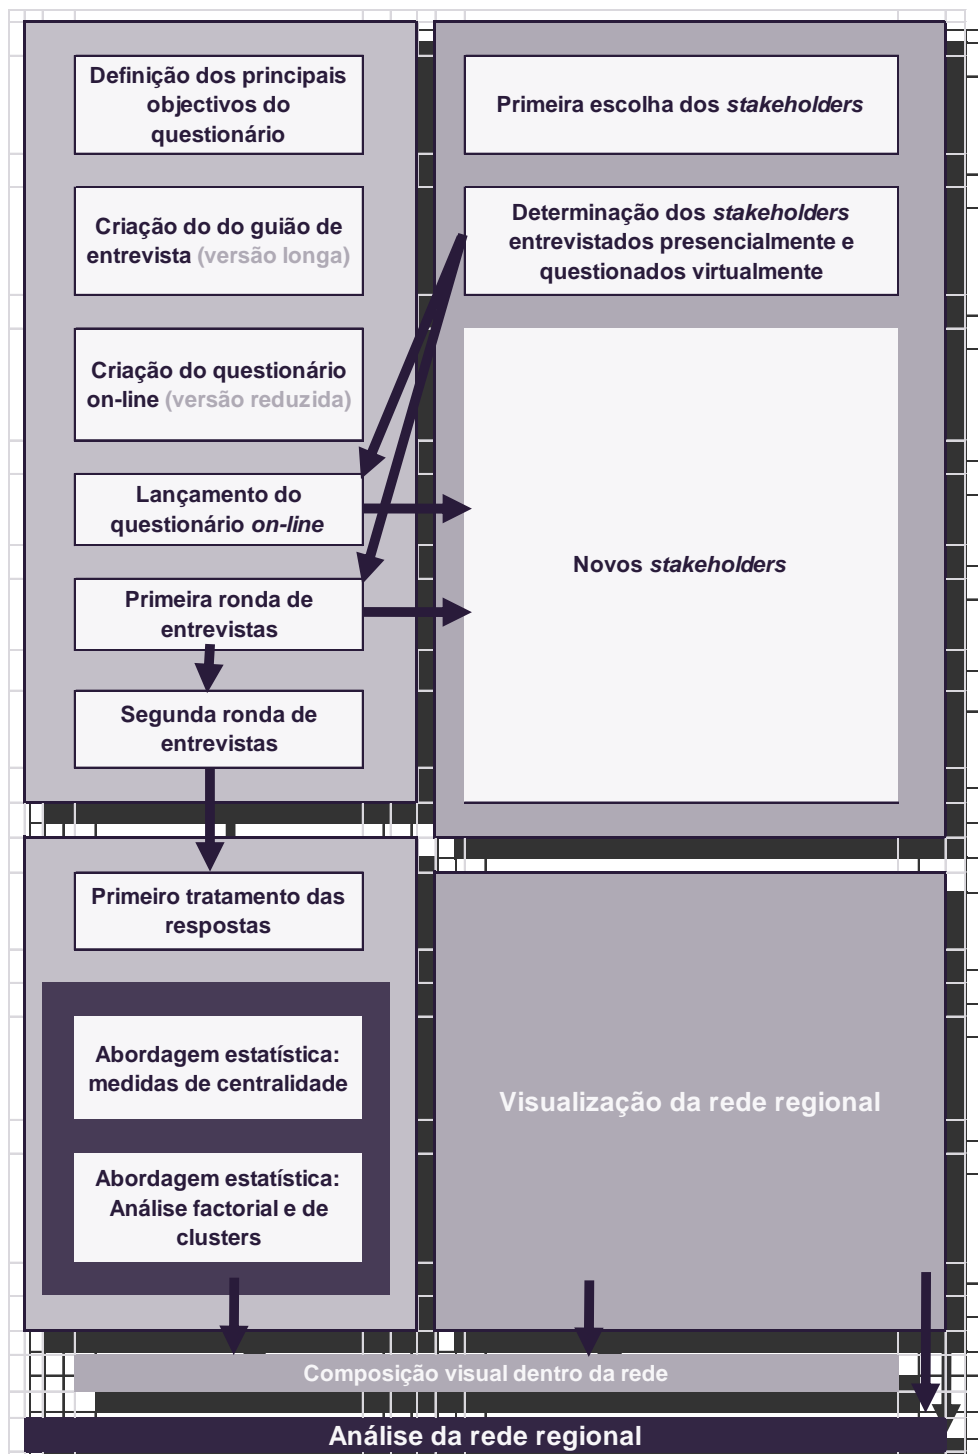 Definição dos principais
objectivos do
questionário
Primeira escolha dos stakeholders
Criação do do guião de
entrevista (versão longa)
Determinação dos stakeholders
entrevistados presencialmente e
questionados virtualmente
Criação do questionário
on-line (versão reduzida)
Lançamento do
questionário on-line
Novos stakeholders
Primeira ronda de
entrevistas
Segunda ronda de
entrevistas
Primeiro tratamento das
respostas
Abordagem estatística:
medidas de centralidade
Visualização da rede regional
Abordagem estatística:
Análise factorial e de
clusters
Composição visual dentro da rede
Análise da rede regional